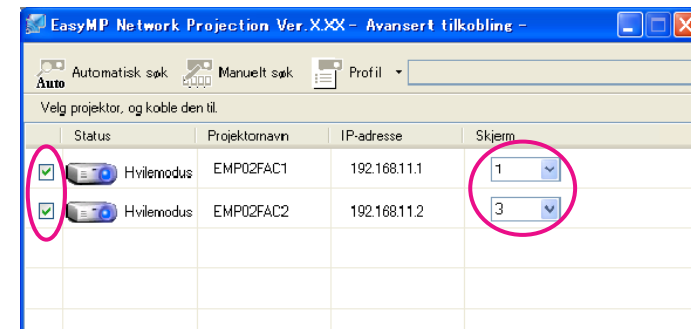 EasyMP Network Projection Ver.X.XX - Avansert tilkobling -
Auto Automatisk søk Manuelt søk Profil
Velg projektor, og koble den til.
Status Projektornavn IP-adresse Skjerm
Hvilemodus EMP02FAC1 192.168.11.1 1
Hvilemodus EMP02FAC2 192.168.11.2 3